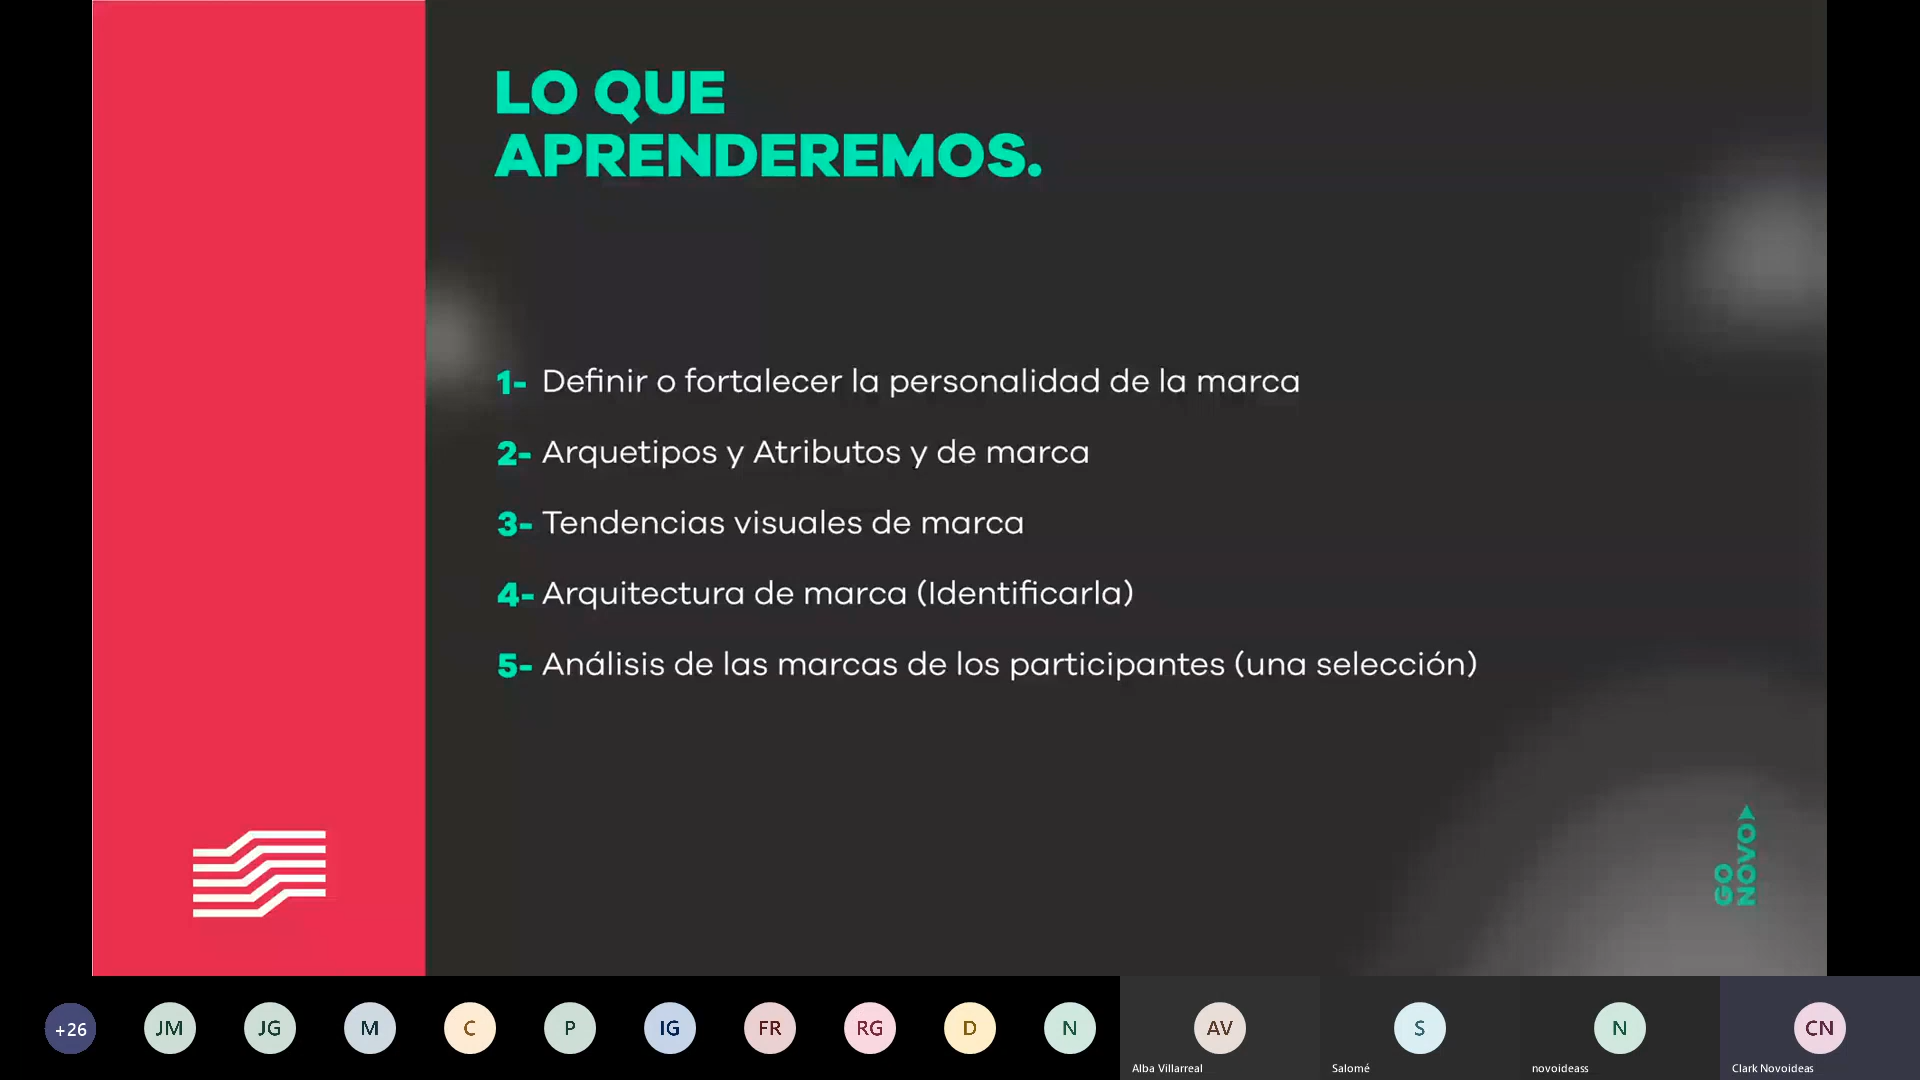 LO QUE
APRENDEREMOS.
1- Definir o fortalecer la personalidad de la marca
2- Arquetipos y Atributos y de marca
3- Tendencias visuales de marca
4- Arquitectura de marca (Identificarla)
5- Análisis de las marcas de los participantes (una selección)
GO
NOVO
+26
JM
JG
M
C
P
IG
FR
RG
D
N
AV
S
N
CN
Alba Villarreal
Salomé
novoideass
Clark Novoideas